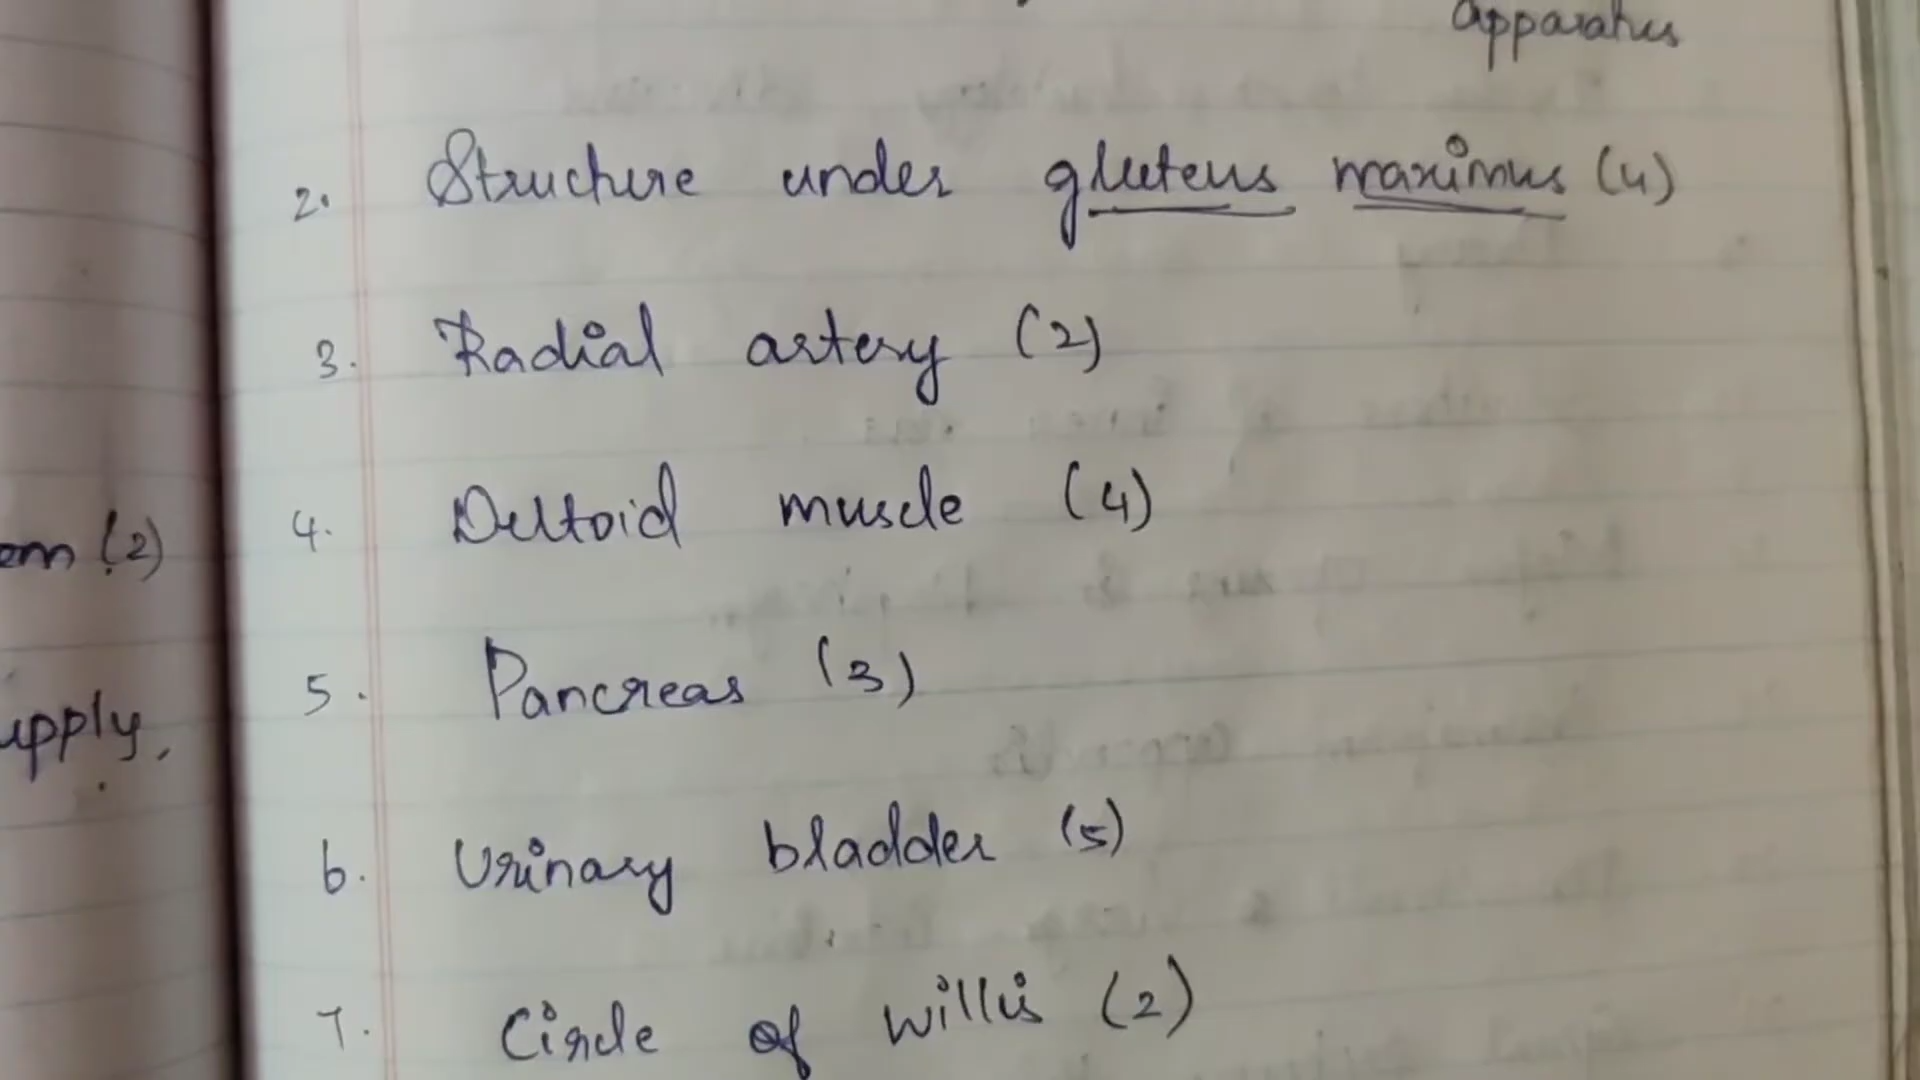 apparatus
2. Structure under gluteus maximus (4)
3. Radial artery (2)
4. Deltoid muscle (4)
(2)
5. Pancreas (3)
upply,
6. Urinary bladder (5)
7. Circle of willis (2)